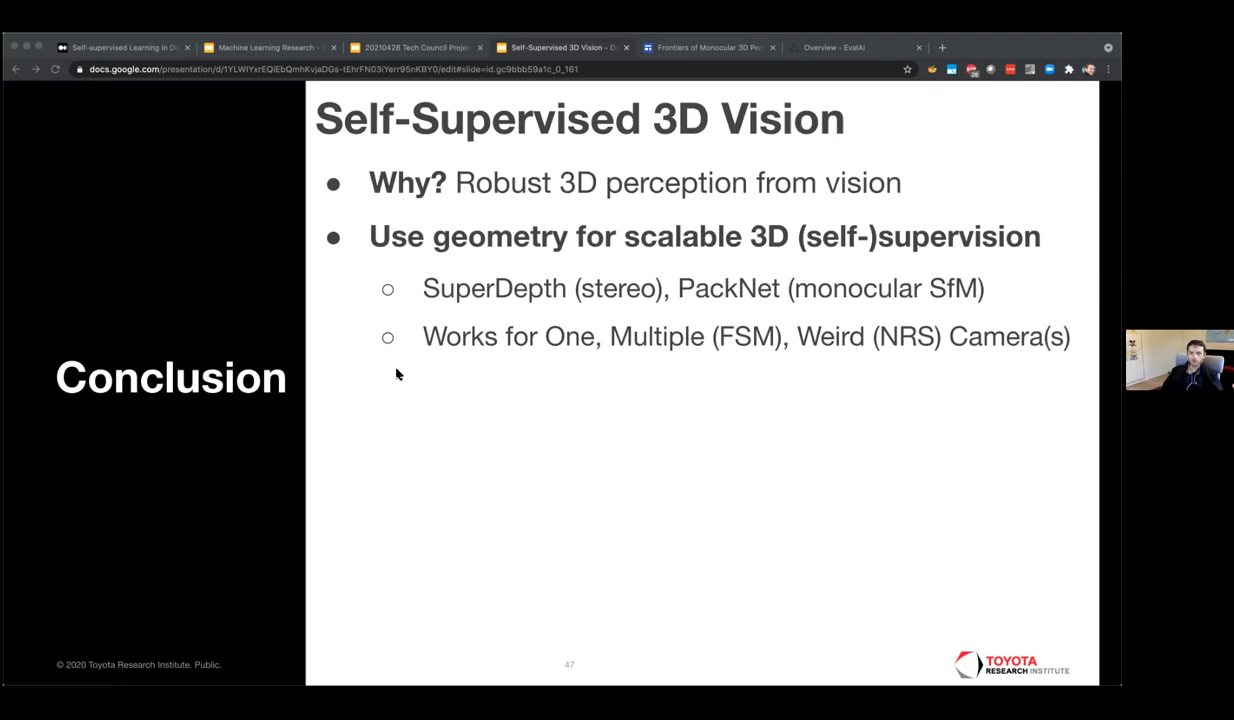 Self-supervised Learning in D
Machine Learning Research -
20210428 Tech Council Proje
Self-Supervised 3D Vision -
Frontiers of Monocular 3D Per
Overview - EvalAI
docs.google.com/presentation/d/1YLWIYxrEQiEbQmhKvjaDGs-tEhrFN03iYerr95nKBY0/edit#slide=id.gc9bbb59a1c_0_161
Self-Supervised 3D Vision
● Why? Robust 3D perception from vision
● Use geometry for scalable 3D (self-)supervision
○ SuperDepth (stereo), PackNet (monocular SfM)
○ Works for One, Multiple (FSM), Weird (NRS) Camera(s)
Conclusion
© 2020 Toyota Research Institute. Public.
47
TOYOTA
RESEARCH INSTITUTE